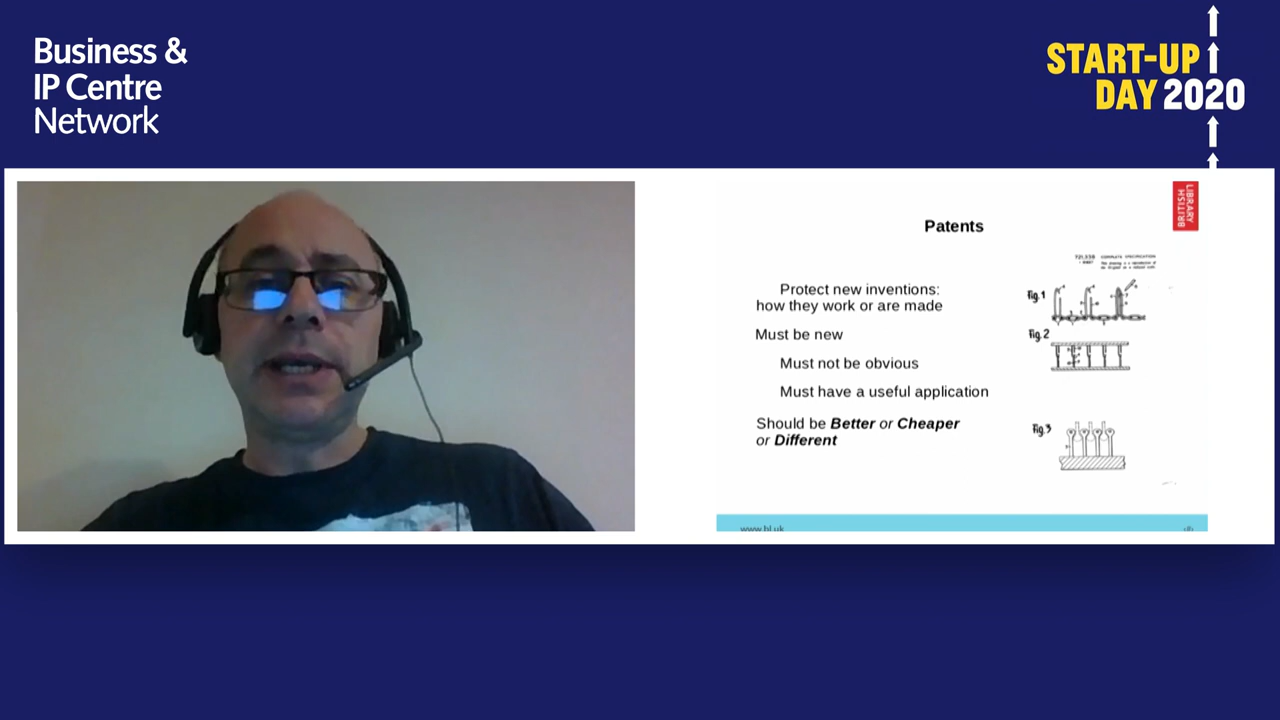 Business &
IP Centre
Network
START-UP
DAY 2020
LIBRARY
BRITISH
Patents
COMPLETE SPECIFICATION
Protect new inventions:
how they work or are made
Must be new
Must not be obvious
Must have a useful application
Should be Better or Cheaper
or Different
Fig.1
Fig.2
Fig.3
www.bl.uk